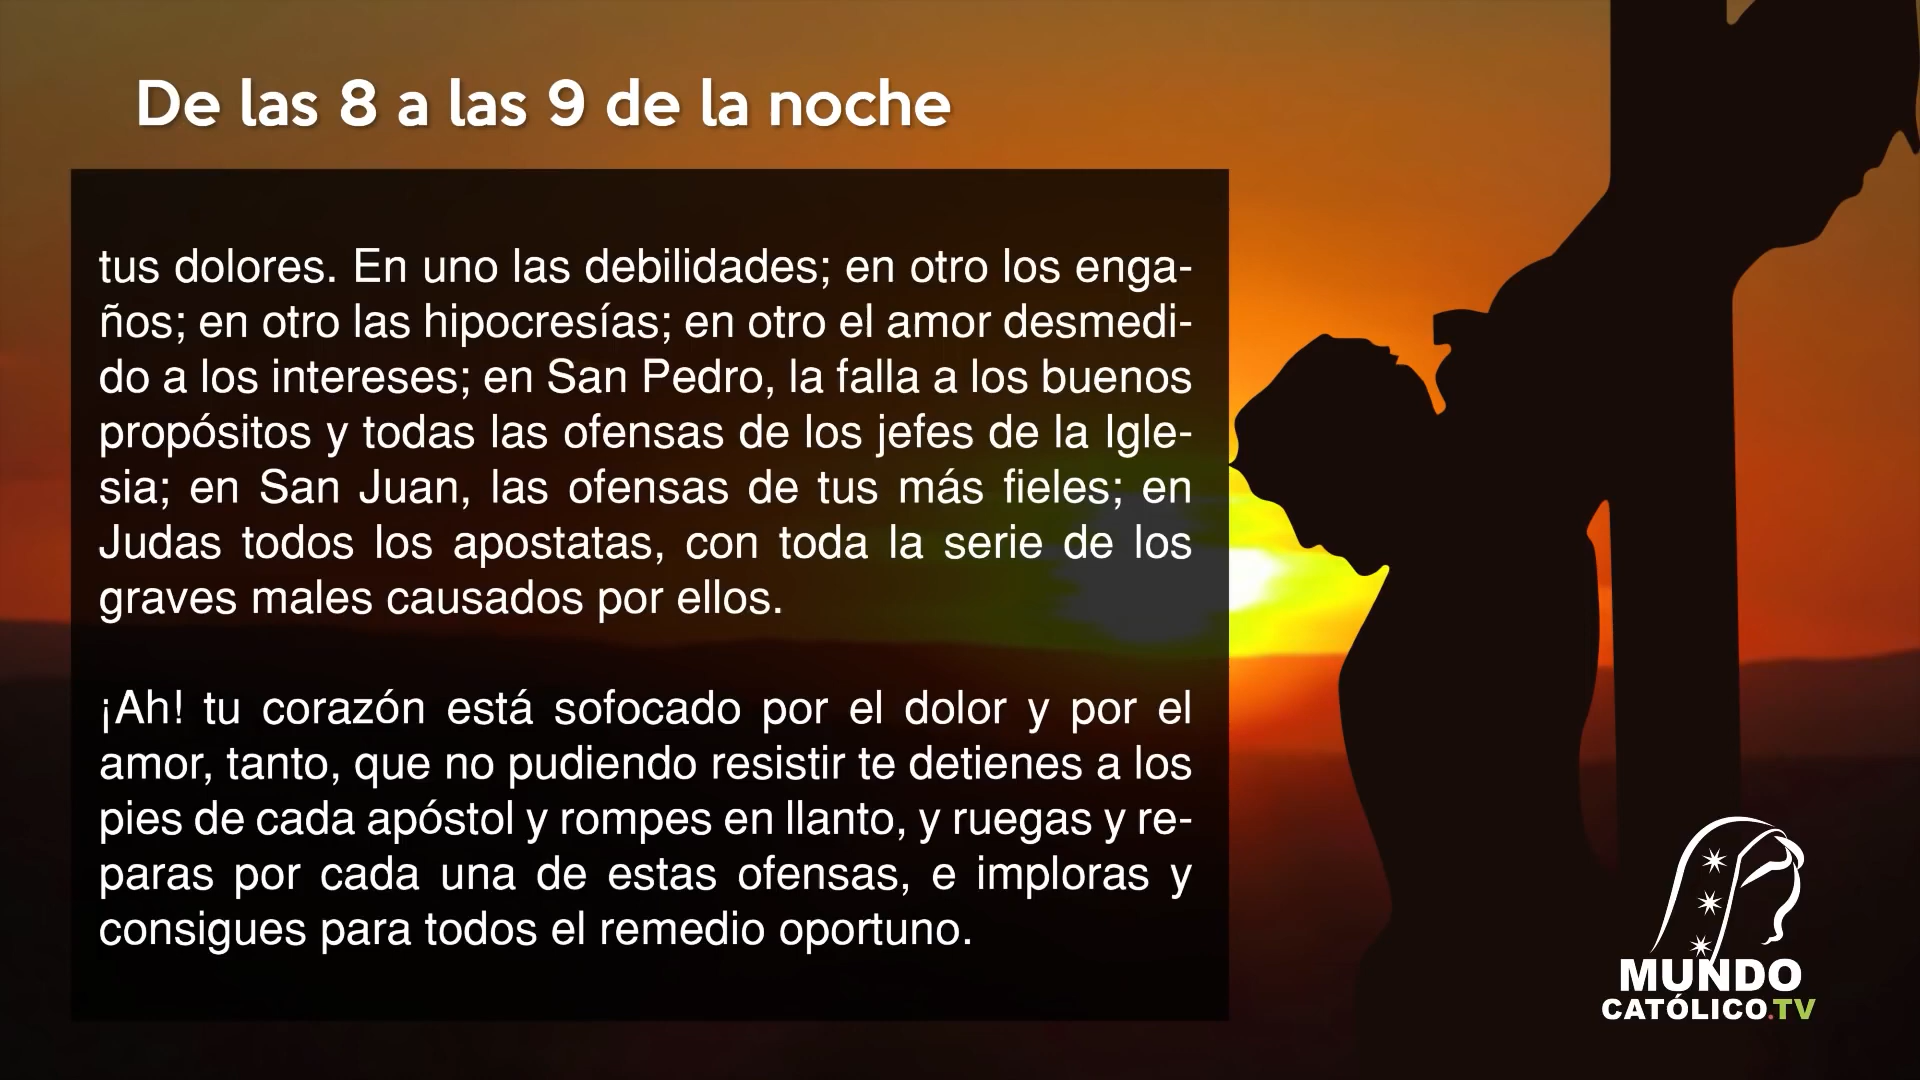 De las 8 a las 9 de la noche
tus dolores. En uno las debilidades; en otro los enga-
ños; en otro las hipocresías; en otro el amor desmedi-
do a los intereses; en San Pedro, la falla a los buenos
propósitos y todas las ofensas de los jefes de la Igle-
sia; en San Juan, las ofensas de tus más fieles; en
Judas todos los apostatas, con toda la serie de los
graves males causados por ellos.
¡Ah! tu corazón está sofocado por el dolor y por el
amor, tanto, que no pudiendo resistir te detienes a los
pies de cada apóstol y rompes en llanto, y ruegas y re-
paras por cada una de estas ofensas, e imploras y
consigues para todos el remedio oportuno.
MUNDO
CATÓLICO.TV